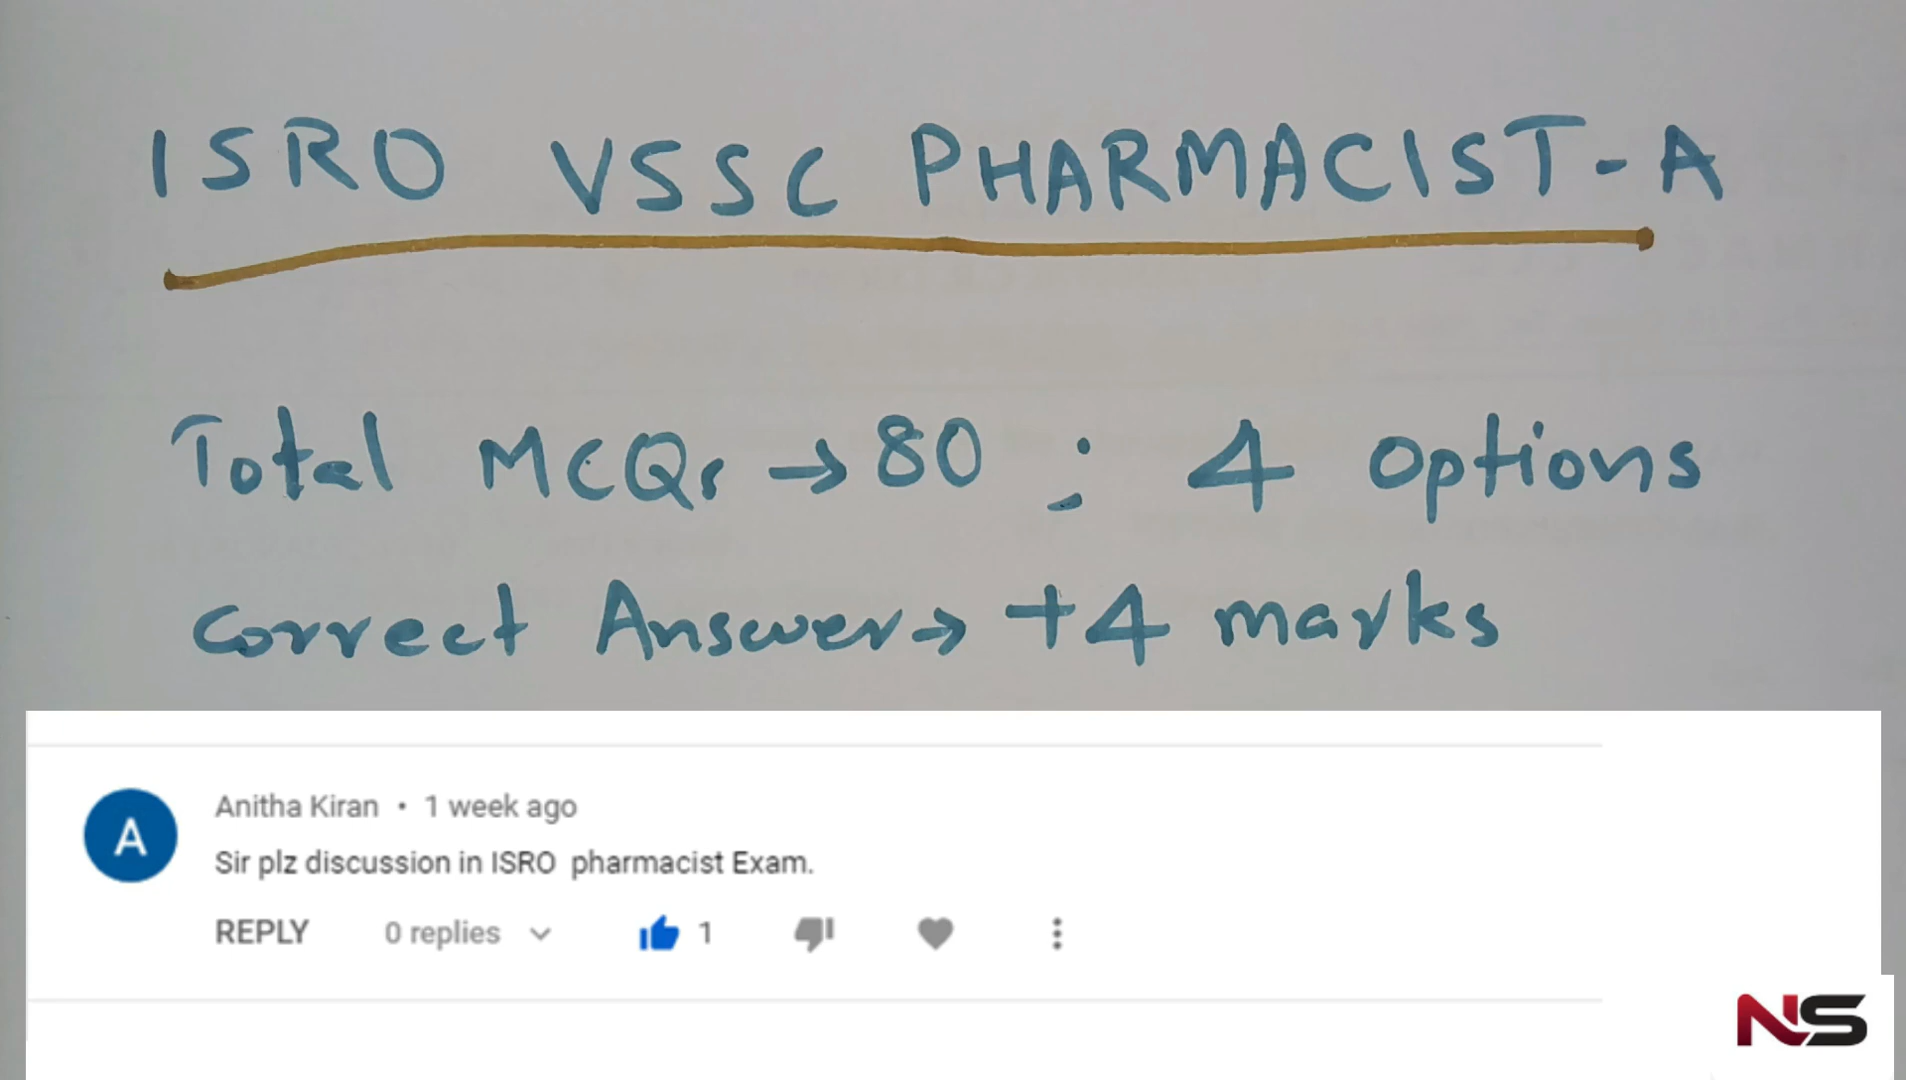 ISRO VSSC PHARMACIST-A
Total MCQs → 80 ; 4 options
Correct Answer → +4 marks
A
Anitha Kiran • 1 week ago
Sir plz discussion in ISRO pharmacist Exam.
REPLY 0 replies 1
NS